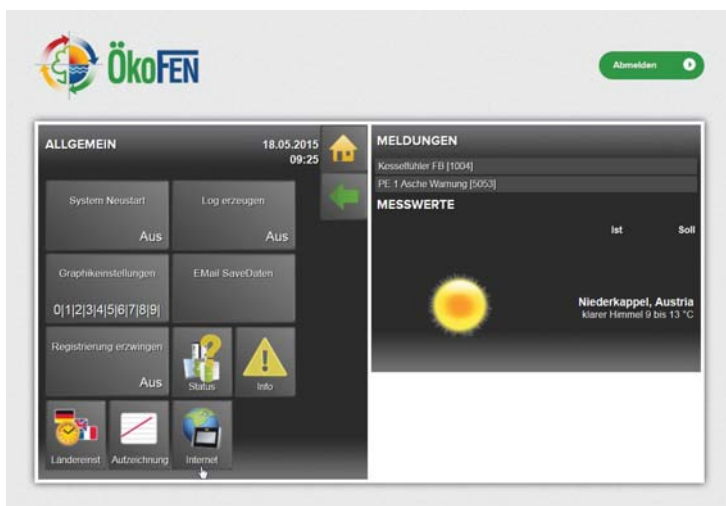 ÖkoFEN
Abmelden
ALLGEMEIN
18.05.2015
09:25
System Neustart
Aus
Log erzeugen
Aus
Graphikeinstellungen
0|1|2|3|4|5|6|7|8|9|
EMail SaveDaten
Registrierung erzwingen
Aus
Status
Info
Ländereinst
Aufzeichnung
Internet
MELDUNGEN
Kesselfühler FB [1004]
PE 1 Asche Warnung [5053]
MESSWERTE
Ist Soll
Niederkappel, Austria
klarer Himmel 9 bis 13 °C